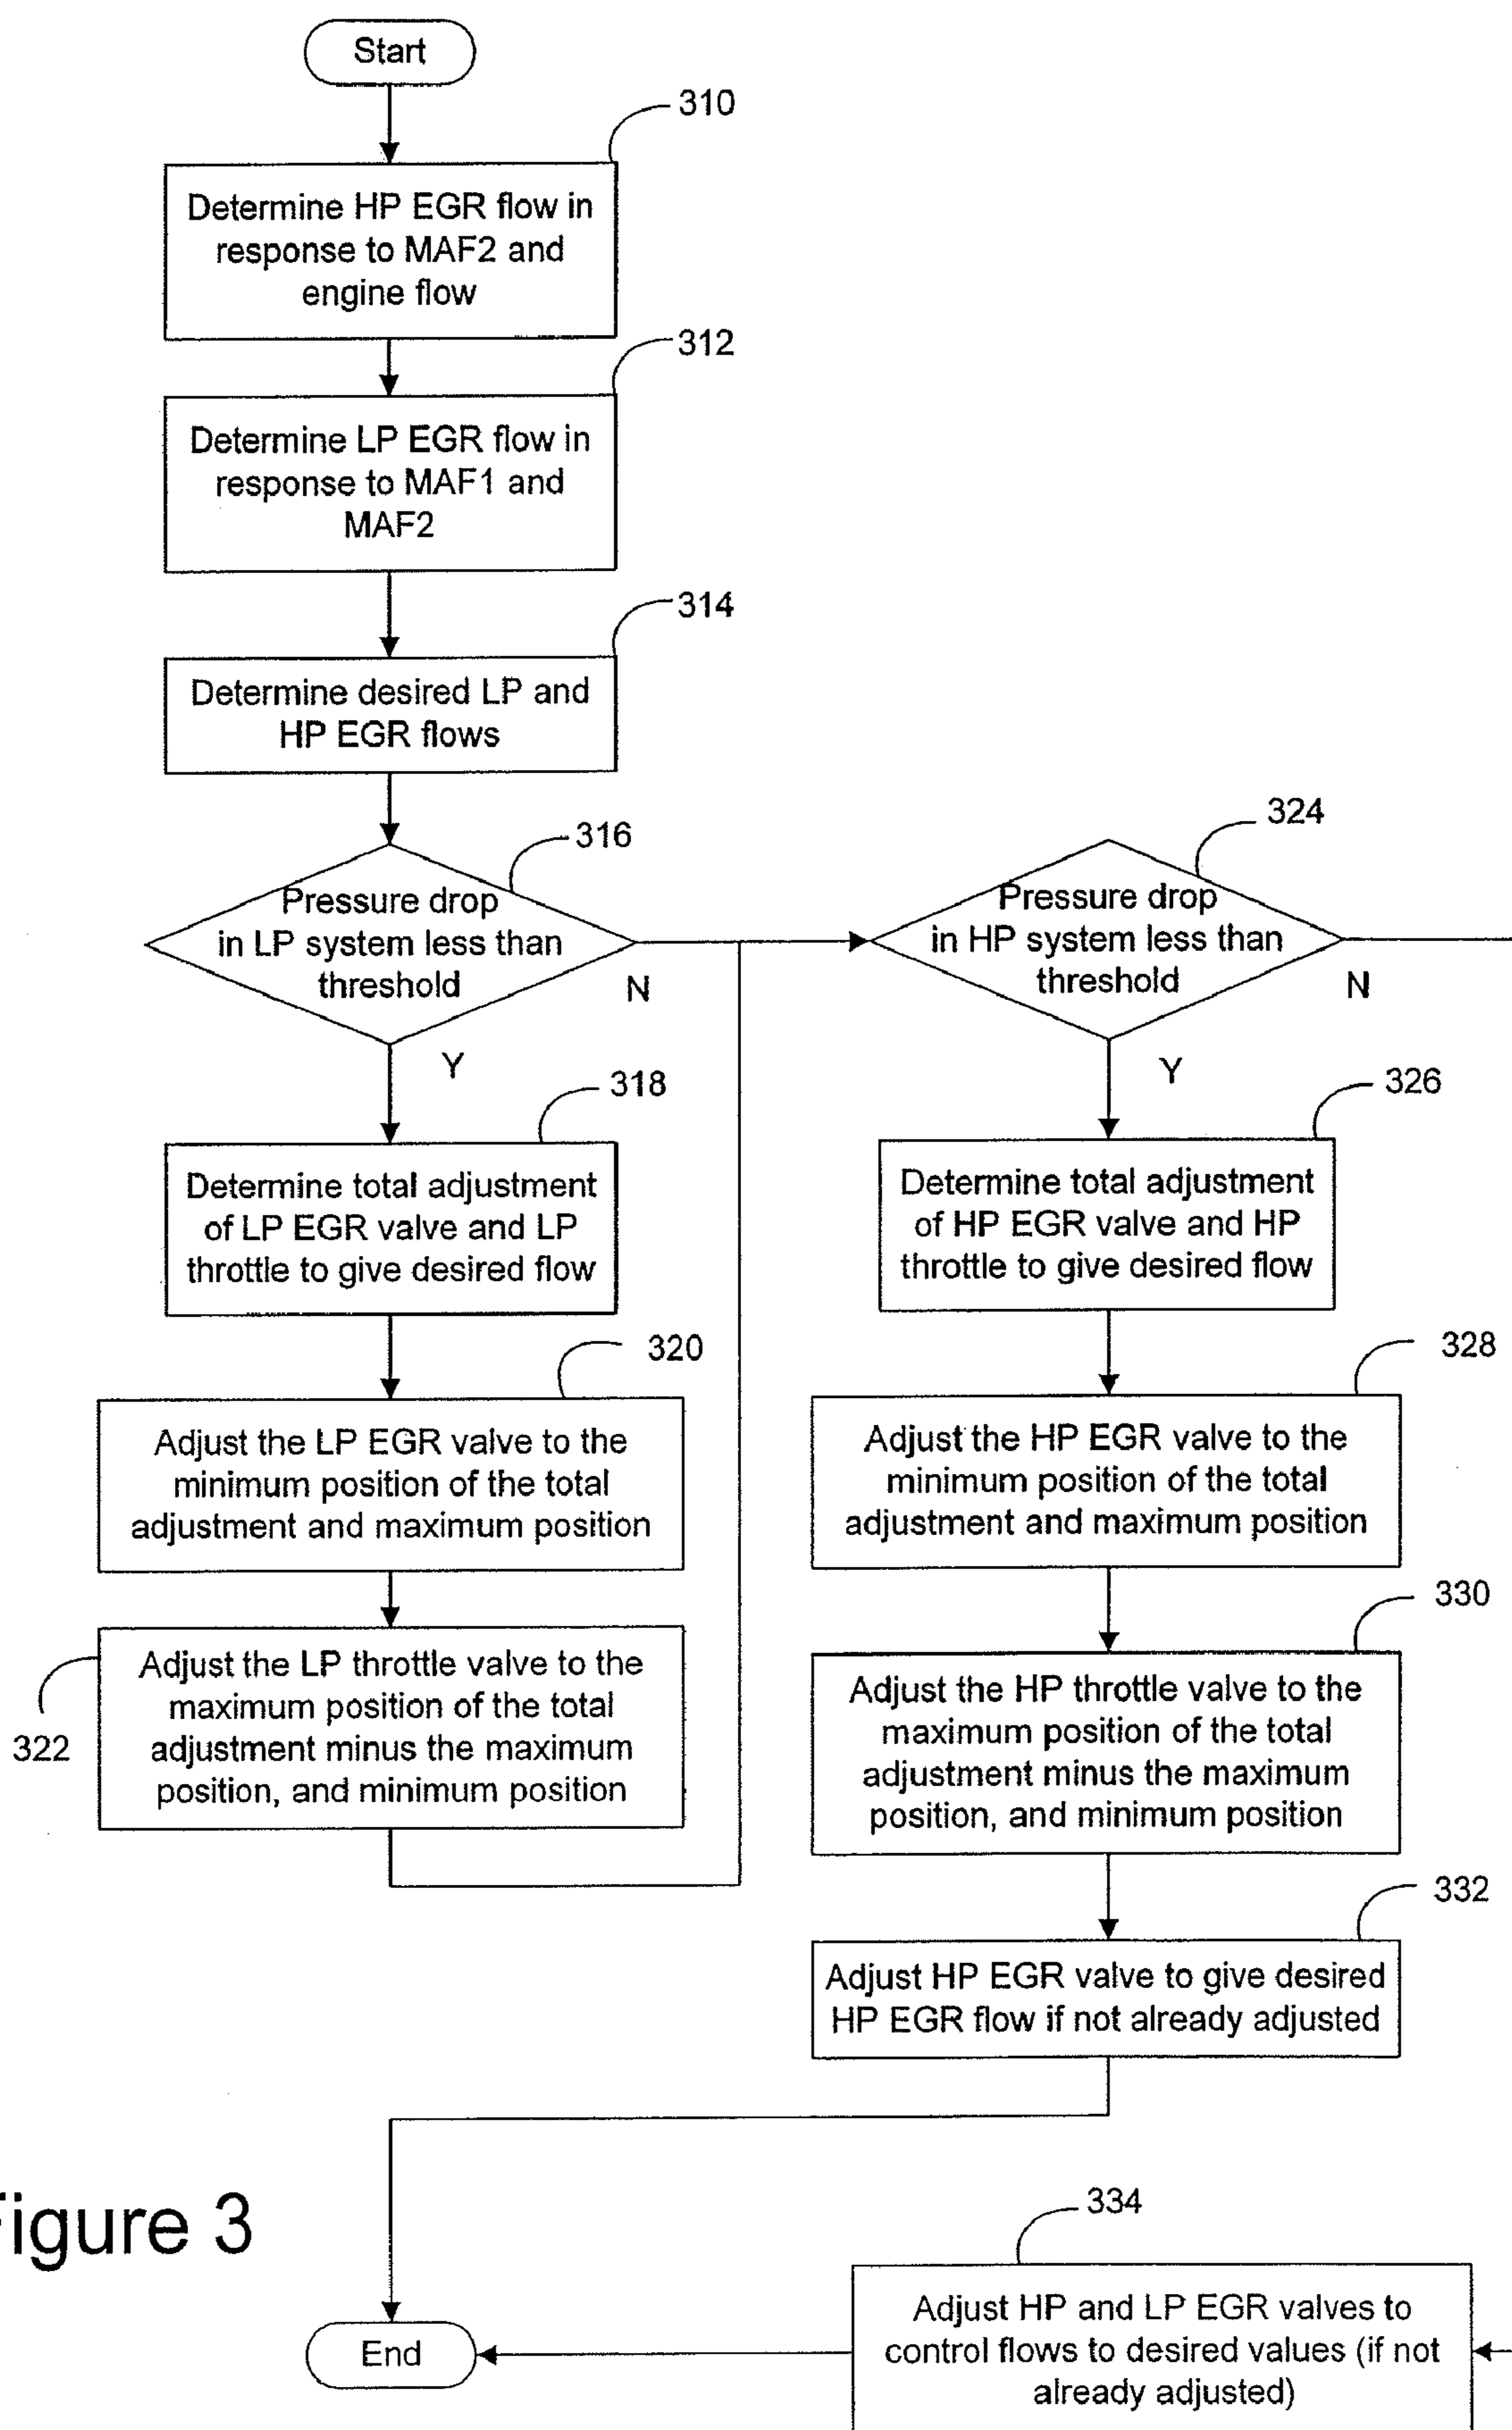 Start
310
Determine HP EGR flow in
response to MAF2 and
engine flow
312
Determine LP EGR flow in
response to MAF1 and
MAF2
314
Determine desired LP and
HP EGR flows
316
Pressure drop
in LP system less than
threshold
N
Y
318
Determine total adjustment
of LP EGR valve and LP
throttle to give desired flow
320
Adjust the LP EGR valve to the
minimum position of the total
adjustment and maximum position
322
Adjust the LP throttle valve to the
maximum position of the total
adjustment minus the maximum
position, and minimum position
324
Pressure drop
in HP system less than
threshold
N
Y
326
Determine total adjustment
of HP EGR valve and HP
throttle to give desired flow
328
Adjust the HP EGR valve to the
minimum position of the total
adjustment and maximum position
330
Adjust the HP throttle valve to the
maximum position of the total
adjustment minus the maximum
position, and minimum position
332
Adjust HP EGR valve to give desired
HP EGR flow if not already adjusted
334
Adjust HP and LP EGR valves to
control flows to desired values (if not
already adjusted)
End
Figure 3